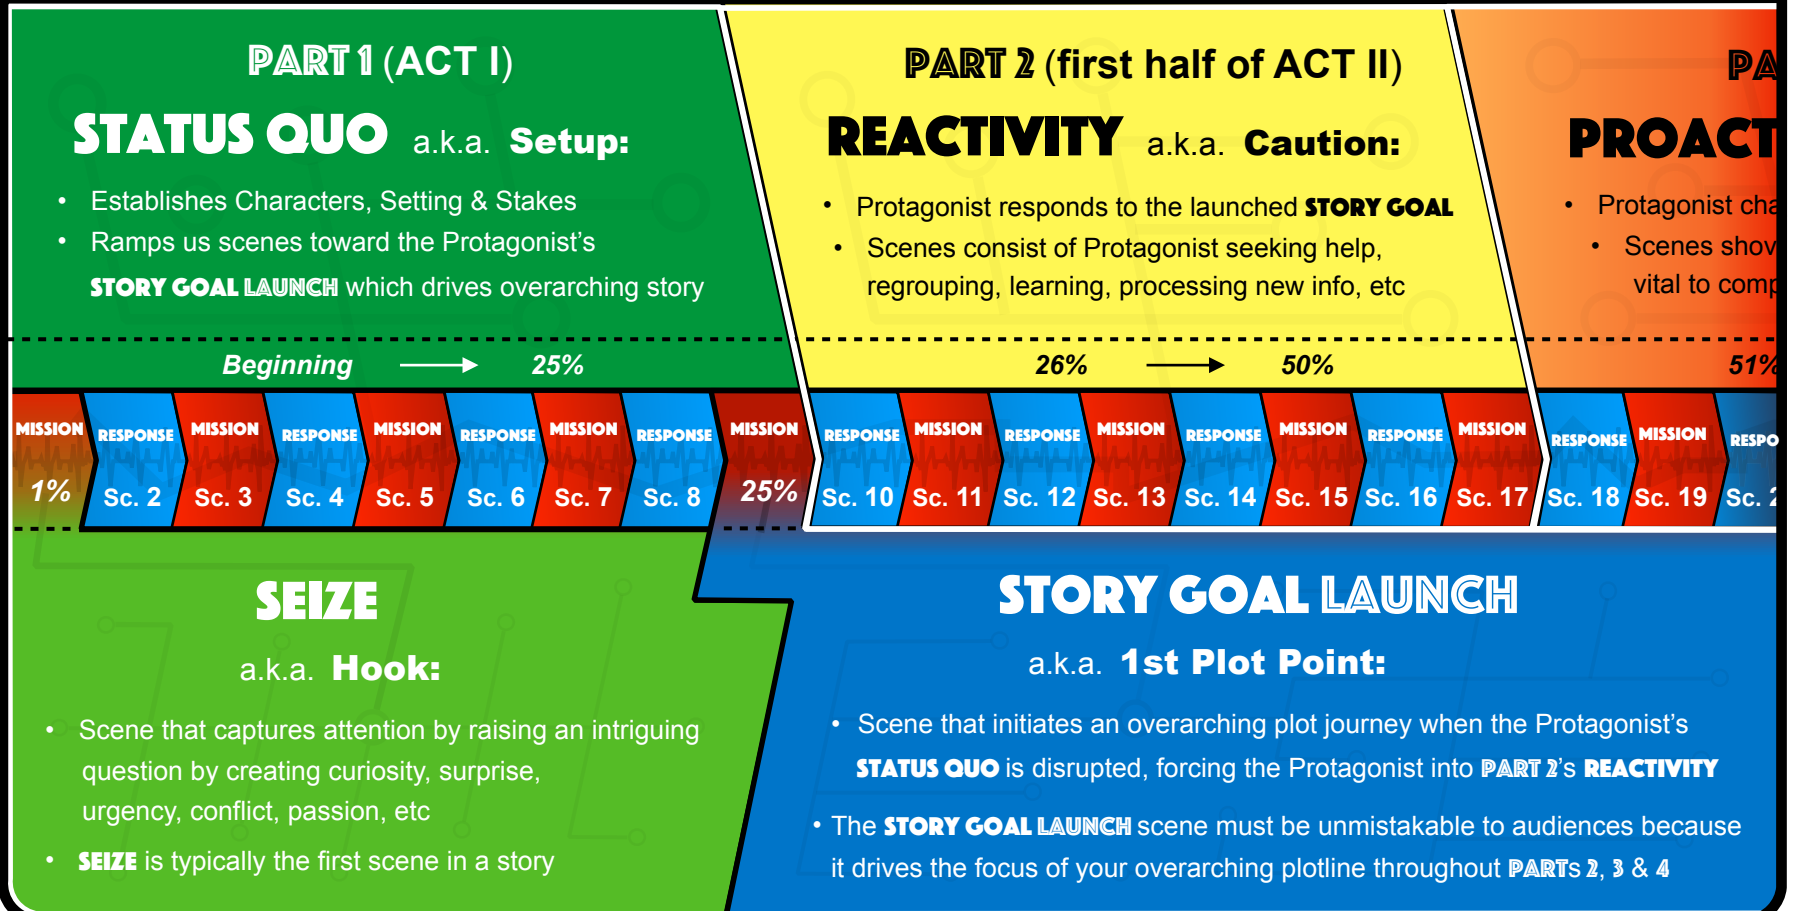 PART 1 (ACT I)
STATUS QUO a.k.a. Setup:
• Establishes Characters, Setting & Stakes
• Ramps us scenes toward the Protagonist's
STORY GOAL LAUNCH which drives overarching story
Beginning → 25%
PART 2 (first half of ACT II)
REACTIVITY a.k.a. Caution:
• Protagonist responds to the launched STORY GOAL
• Scenes consist of Protagonist seeking help,
regrouping, learning, processing new info, etc
26% → 50%
PA
PROACT
• Protagonist cha
• Scenes shov
vital to comp
51%
MISSION
1%
RESPONSE
Sc. 2
MISSION
Sc. 3
RESPONSE
Sc. 4
MISSION
Sc. 5
RESPONSE
Sc. 6
MISSION
Sc. 7
RESPONSE
Sc. 8
MISSION
25%
RESPONSE
Sc. 10
MISSION
Sc. 11
RESPONSE
Sc. 12
MISSION
Sc. 13
RESPONSE
Sc. 14
MISSION
Sc. 15
RESPONSE
Sc. 16
MISSION
Sc. 17
RESPONSE
Sc. 18
MISSION
Sc. 19
RESPO
Sc. 2
SEIZE
a.k.a. Hook:
• Scene that captures attention by raising an intriguing
question by creating curiosity, surprise,
urgency, conflict, passion, etc
• SEIZE is typically the first scene in a story
STORY GOAL LAUNCH
a.k.a. 1st Plot Point:
• Scene that initiates an overarching plot journey when the Protagonist's
STATUS QUO is disrupted, forcing the Protagonist into PART 2's REACTIVITY
• The STORY GOAL LAUNCH scene must be unmistakable to audiences because
it drives the focus of your overarching plotline throughout PARTs 2, 3 & 4